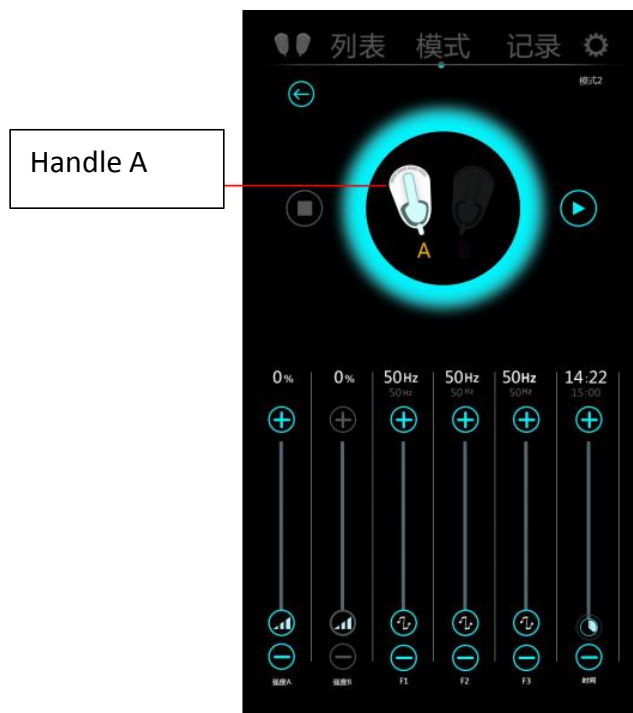 列表 模式 记录
模式2
Handle A
A B
0% 0% 50Hz 50Hz 50Hz 14:22
50Hz 50Hz 50Hz 15:00
强度A 强度B F1 F2 F3 时间